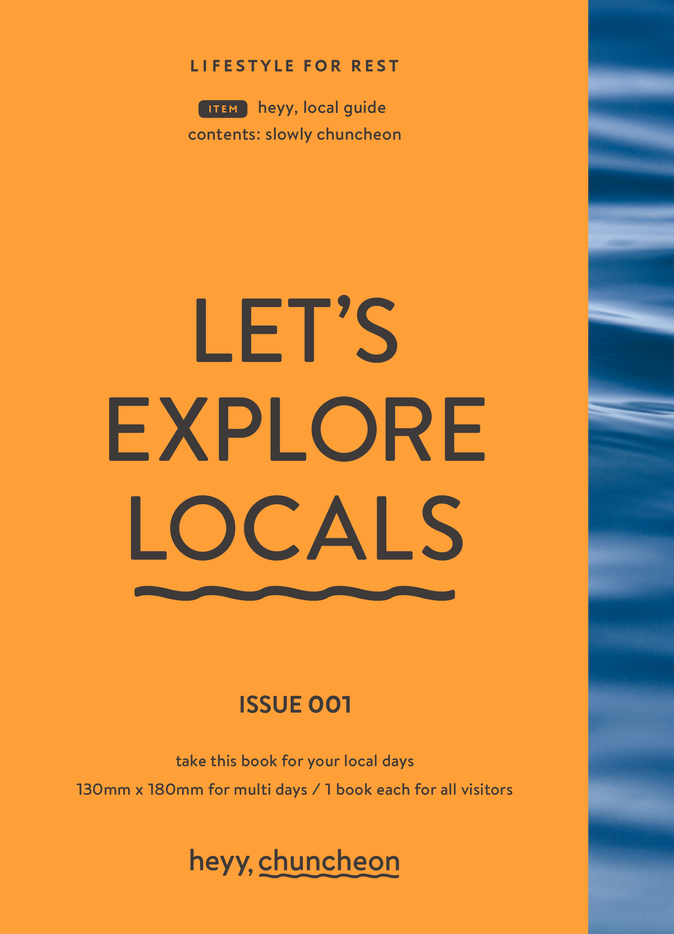 LIFESTYLE FOR REST
ITEM heyy, local guide
contents: slowly chuncheon
LET'S
EXPLORE
LOCALS
ISSUE 001
take this book for your local days
130mm x 180mm for multi days / 1 book each for all visitors
heyy, chuncheon